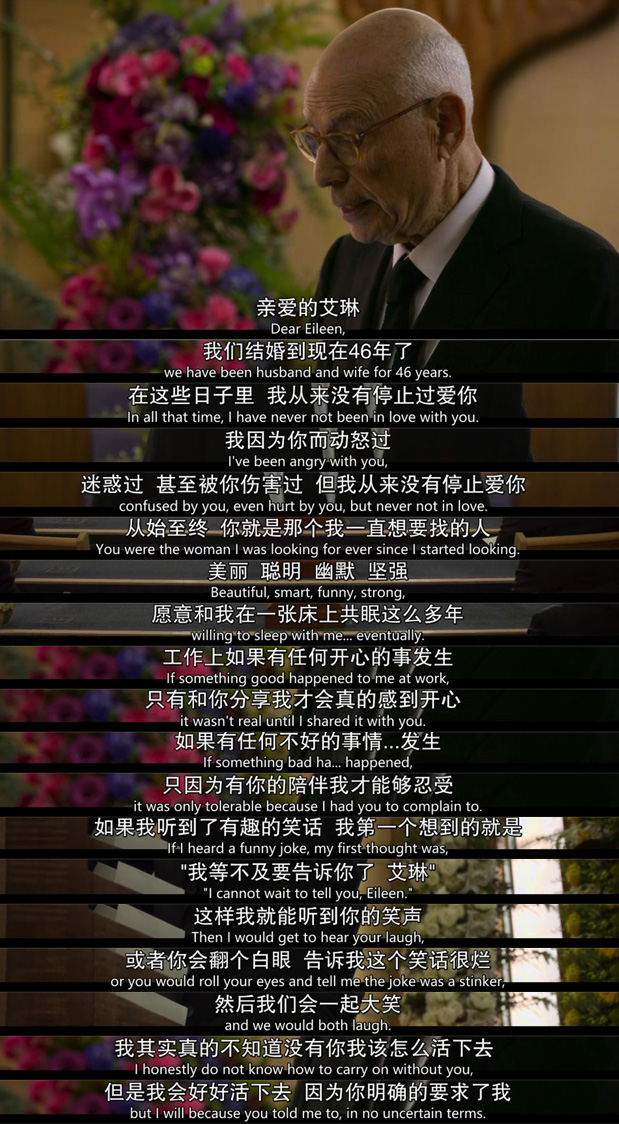 亲爱的艾琳
Dear Eileen,
我们结婚到现在46年了
we have been husband and wife for 46 years.
在这些日子里 我从来没有停止过爱你
In all that time, I have never not been in love with you.
我因为你而动怒过
I've been angry with you,
迷惑过 甚至被你伤害过 但我从来没有停止爱你
confused by you, even hurt by you, but never not in love.
从始至终 你就是那个我一直想要找的人
You were the woman I was looking for ever since I started looking.
美丽 聪明 幽默 坚强
Beautiful, smart, funny, strong,
愿意和我在一张床上共眠这么多年
willing to sleep with me... eventually.
工作上如果有任何开心的事发生
If something good happened to me at work,
只有和你分享我才会真的感到开心
it wasn't real until I shared it with you.
如果有任何不好的事情...发生
If something bad ha... happened,
只因为有你的陪伴我才能够忍受
it was only tolerable because I had you to complain to.
如果我听到了有趣的笑话 我第一个想到的就是
If I heard a funny joke, my first thought was,
"我等不及要告诉你了 艾琳"
"I cannot wait to tell you, Eileen."
这样我就能听到你的笑声
Then I would get to hear your laugh,
或者你会翻个白眼 告诉我这个笑话很烂
or you would roll your eyes and tell me the joke was a stinker,
然后我们会一起大笑
and we would both laugh.
我其实真的不知道没有你我该怎么活下去
I honestly do not know how to carry on without you,
但是我会好好活下去 因为你明确的要求了我
but I will because you told me to, in no uncertain terms.